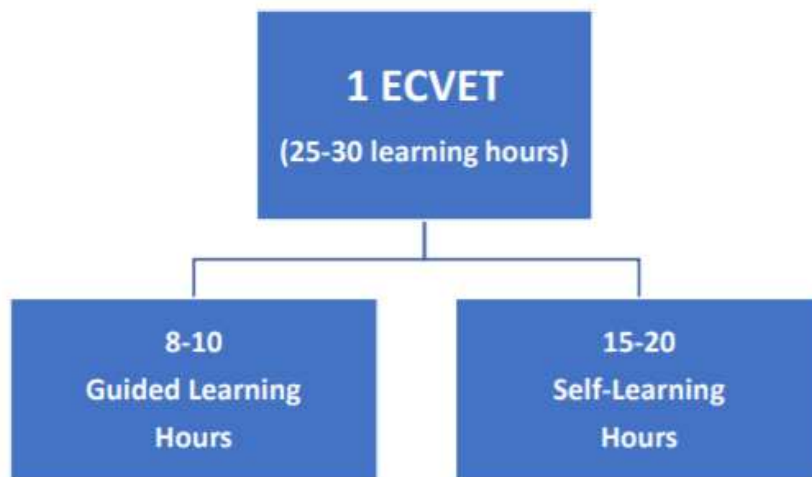 1 ECVET
(25-30 learning hours)
8-10
Guided Learning
Hours
15-20
Self-Learning
Hours